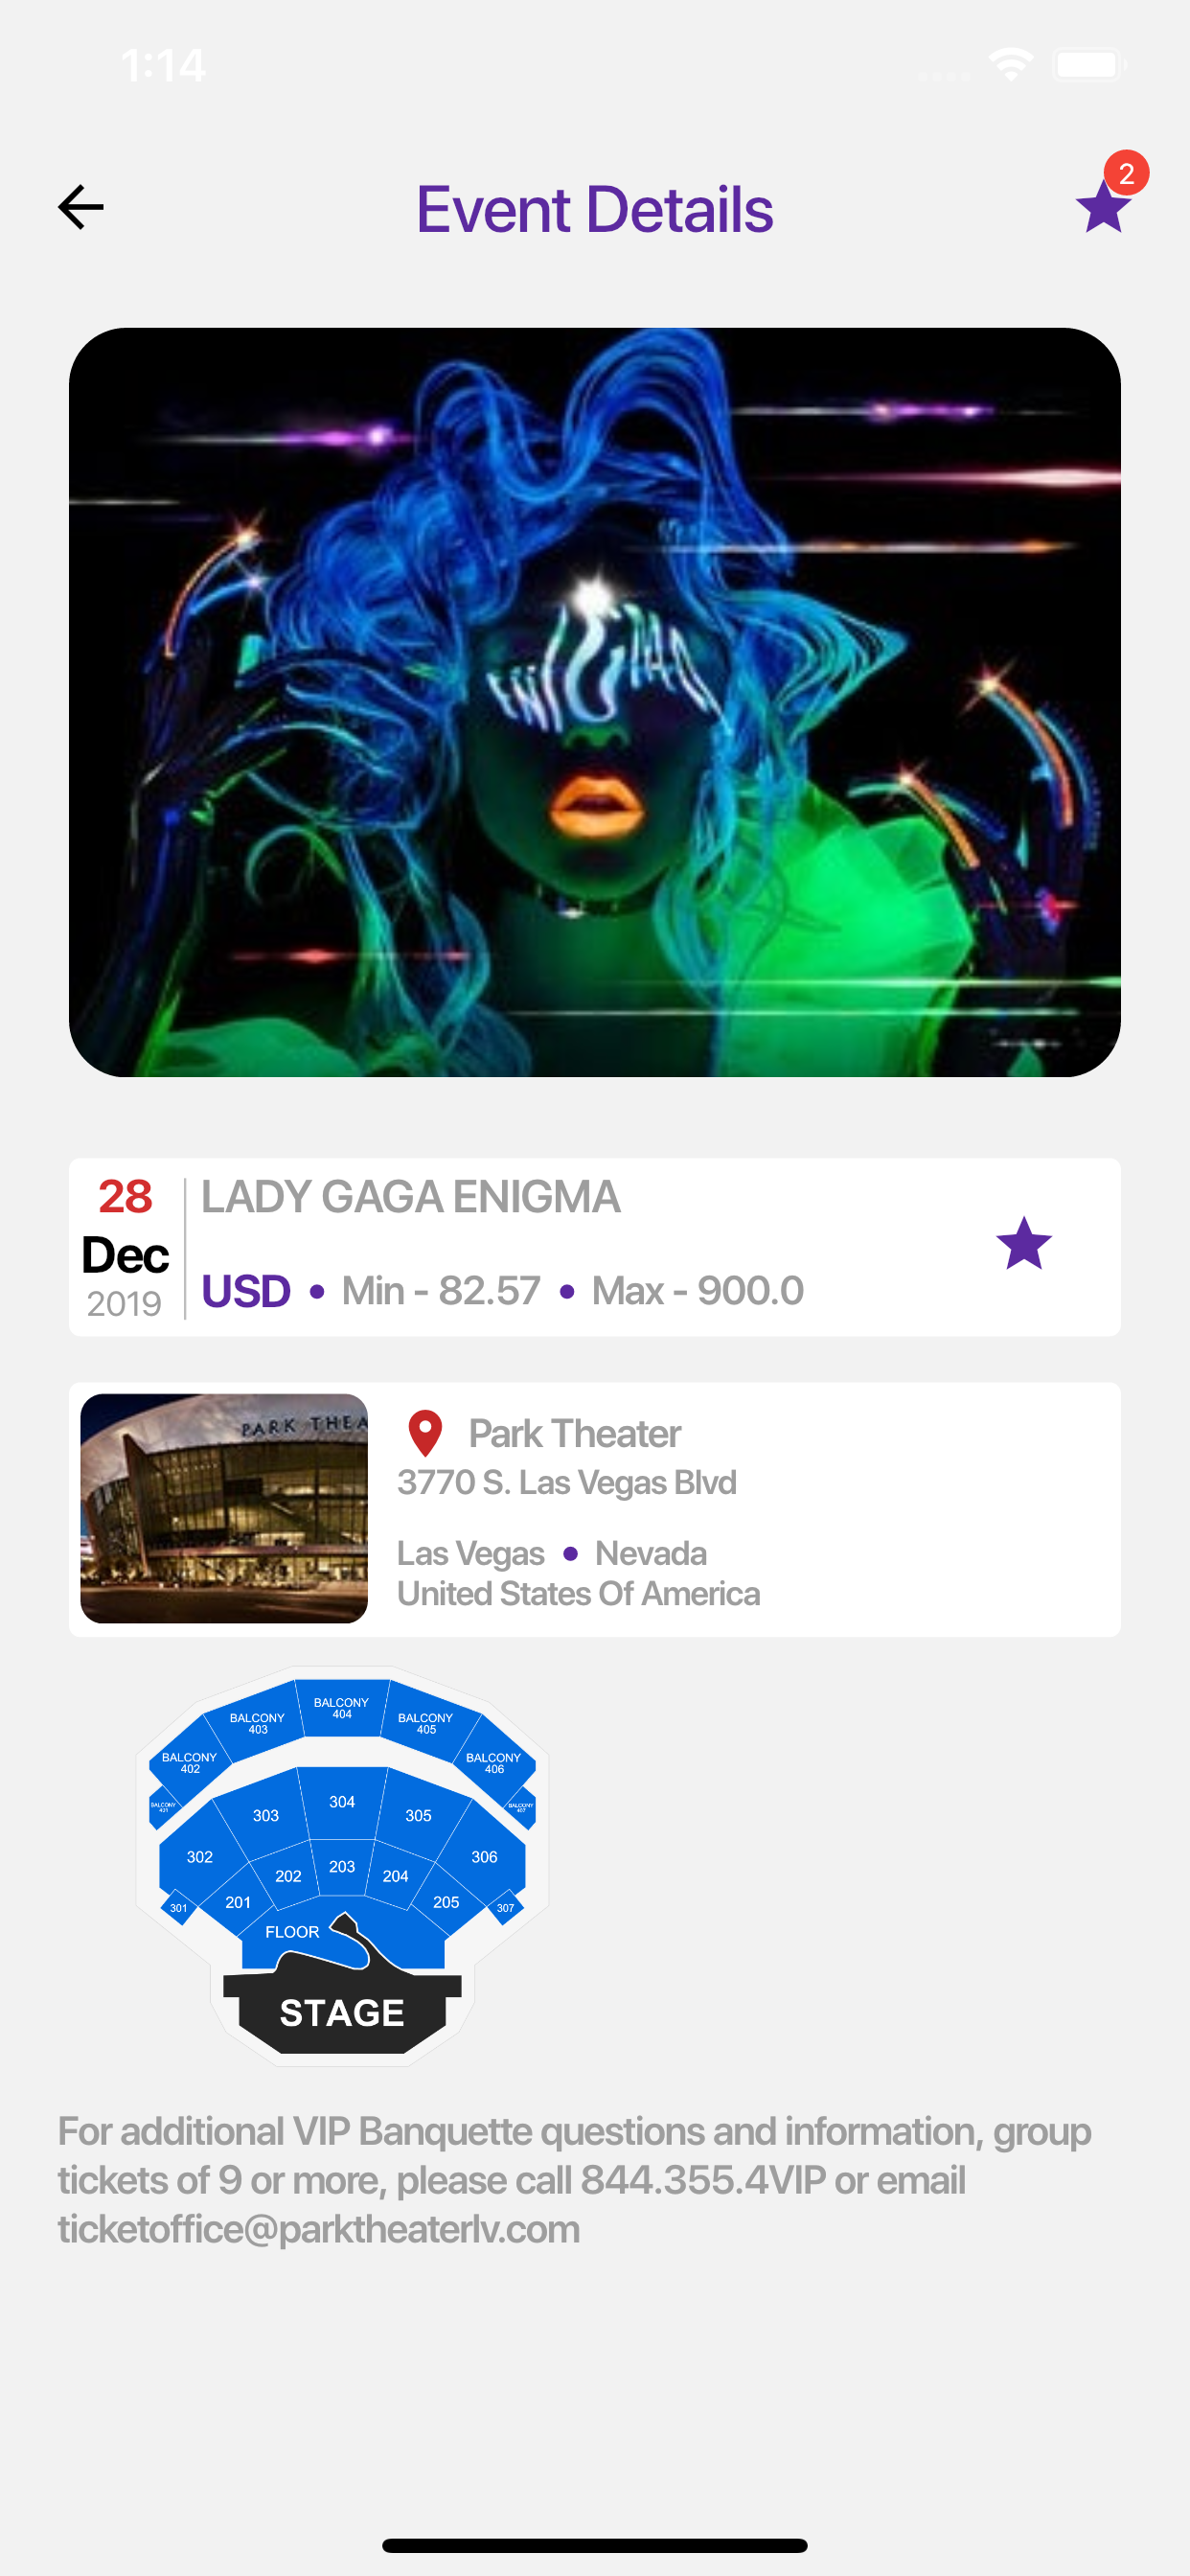 1:14
2
Event Details
ENIGMA
28
Dec
2019
LADY GAGA ENIGMA
USD • Min - 82.57 • Max - 900.0
PARK THEA
Park Theater
3770 S. Las Vegas Blvd
Las Vegas • Nevada
United States Of America
BALCONY
404
BALCONY
403
BALCONY
405
BALCONY
402
BALCONY
406
BALCONY
401
BALCONY
407
304
303
305
302
306
203
202
204
201
205
301
307
FLOOR
STAGE
For additional VIP Banquette questions and information, group
tickets of 9 or more, please call 844.355.4VIP or email
ticketoffice@parktheaterlv.com